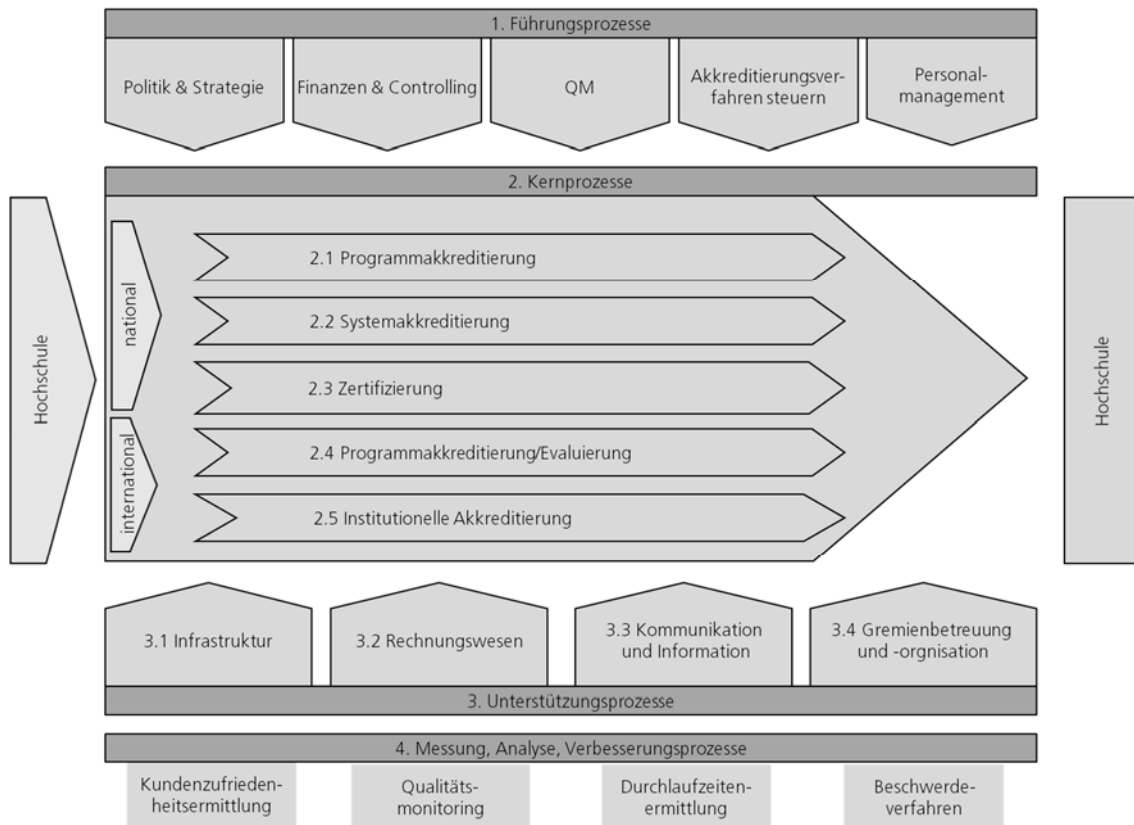 1. Führungsprozesse
Politik & Strategie
Finanzen & Controlling
QM
Akkreditierungsver-
fahren steuern
Personal-
management
2. Kernprozesse
Hochschule
national
international
2.1 Programmakkreditierung
2.2 Systemakkreditierung
2.3 Zertifizierung
2.4 Programmakkreditierung/Evaluierung
2.5 Institutionelle Akkreditierung
Hochschule
3.1 Infrastruktur
3.2 Rechnungswesen
3.3 Kommunikation
und Information
3.4 Gremienbetreuung
und -orgnisation
3. Unterstützungsprozesse
4. Messung, Analyse, Verbesserungsprozesse
Kundenzufrieden-
heitsermittlung
Qualitäts-
monitoring
Durchlaufzeiten-
ermittlung
Beschwerde-
verfahren